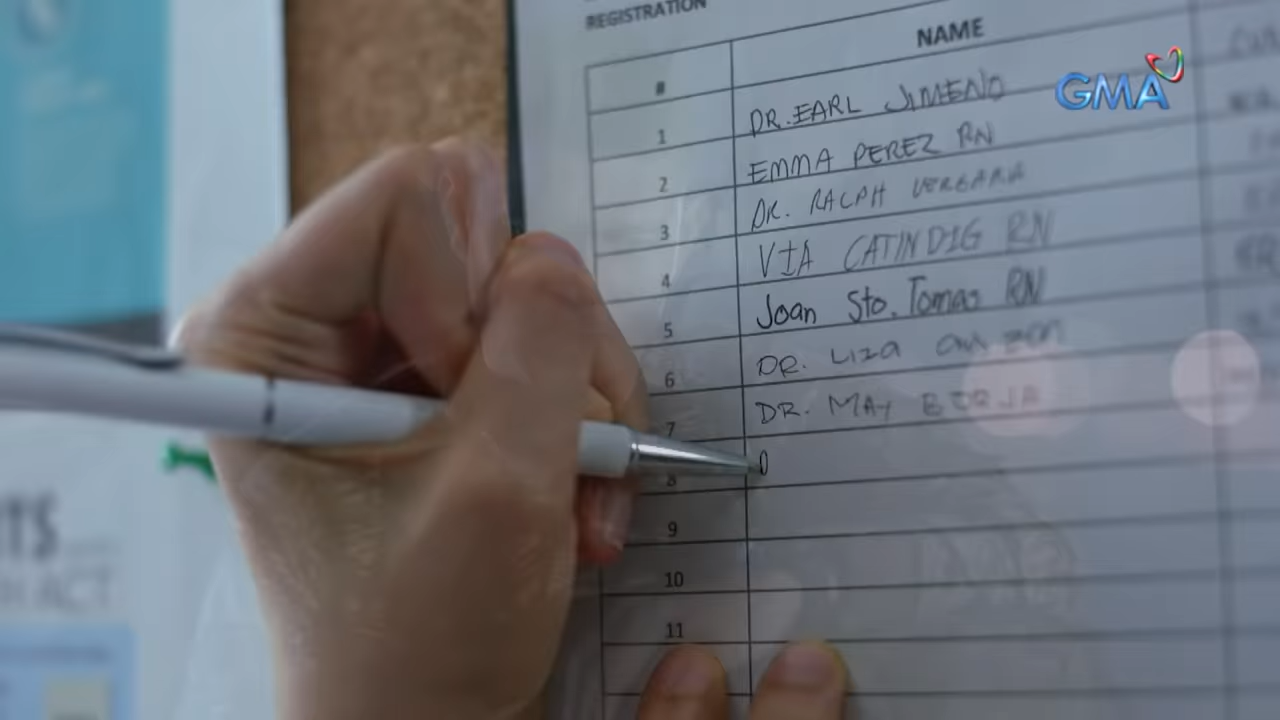 REGISTRATION
# NAME
GMA
1 DR. EARL JIMENO
2 EMMA PEREZ RN
3 DR. RALPH VERGARA
4 VIA CATINDIG RN
5 Joan Sto. Tomas RN
6 DR. LIZA
7 DR. MAY BORJA
8 D
9
10
11
ACT